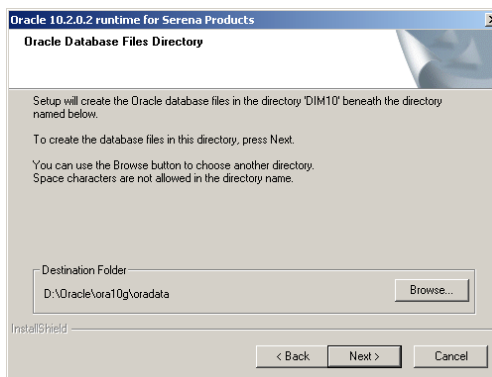 Oracle 10.2.0.2 runtime for Serena Products
Oracle Database Files Directory
Setup will create the Oracle database files in the directory 'DIM10' beneath the directory
named below.
To create the database files in this directory, press Next.
You can use the Browse button to choose another directory.
Space characters are not allowed in the directory name.
Destination Folder
D:\Oracle\ora10g\oradata
Browse...
InstallShield
< Back
Next >
Cancel